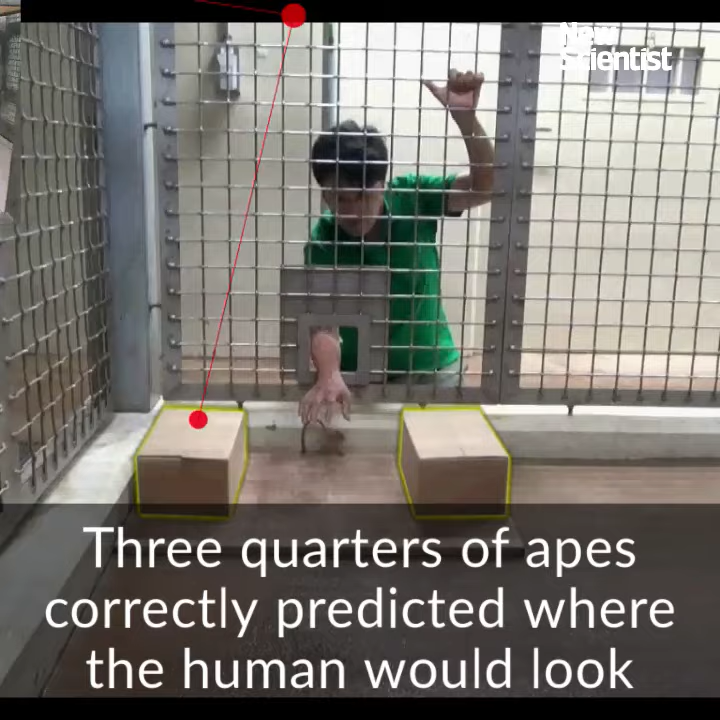 New
Scientist
Three quarters of apes
correctly predicted where
the human would look